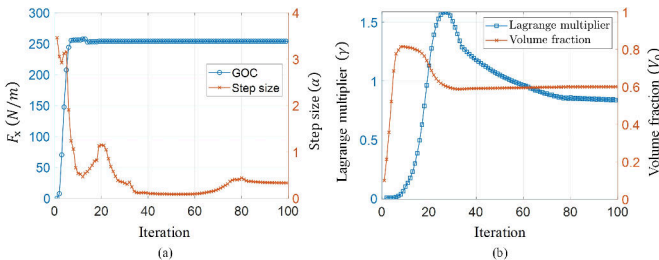 300
250
200
150
100
50
0
Fx (N/m)
GOC
Step size
4
3
2
1
0
Step size (α)
0 20 40 60 80 100
Iteration
(a)
1.5
1
0.5
0
Lagrange multiplier (γ)
Lagrange multiplier
Volume fraction
1
0.8
0.6
0.4
0.2
0
Volume fraction (V₀)
0 20 40 60 80 100
Iteration
(b)